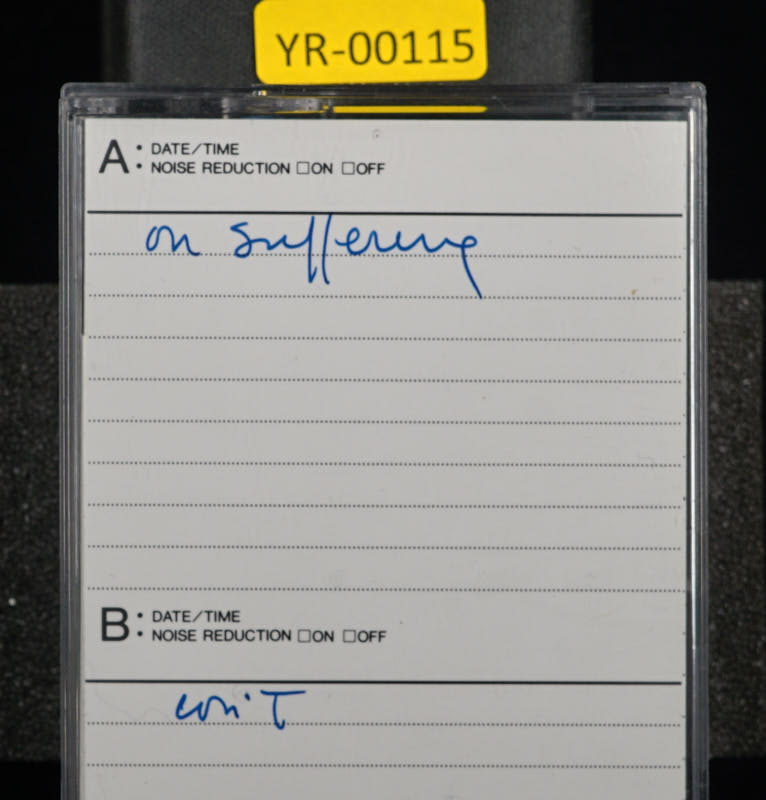 YR-00115
A: DATE/TIME
NOISE REDUCTION □ON □OFF
on suffering
B: DATE/TIME
NOISE REDUCTION □ON □OFF
con't